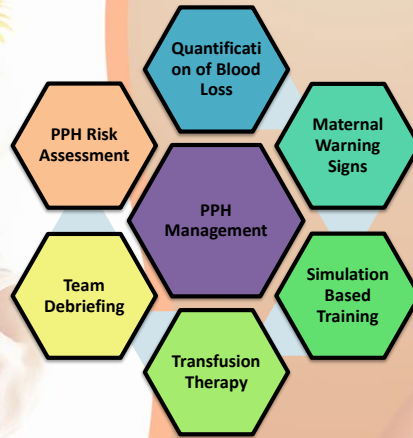 Quantificati
on of Blood
Loss
PPH Risk
Assessment
Maternal
Warning
Signs
PPH
Management
Team
Debriefing
Simulation
Based
Training
Transfusion
Therapy